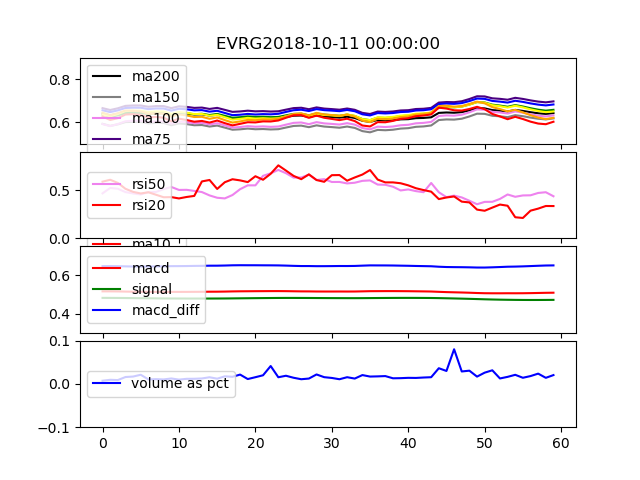 EVRG2018-10-11 00:00:00
0.8
0.6
ma200
ma150
ma100
ma75
0.5
0.0
rsi50
rsi20
ma10
0.6
0.4
macd
signal
macd_diff
0.1
0.0
−0.1
volume as pct
0 10 20 30 40 50 60